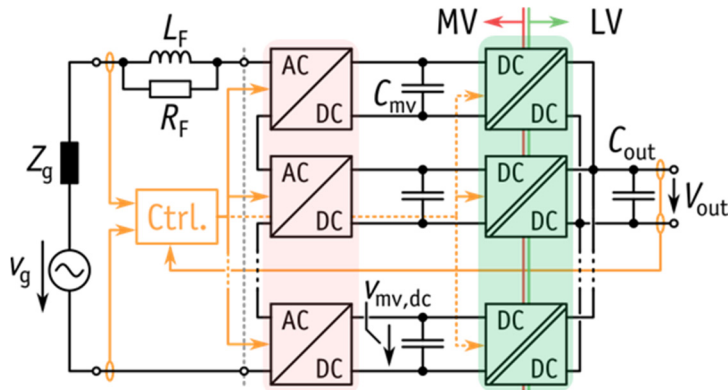 MV LV
L_F
R_F
Z_g
v_g
Ctrl.
AC
DC
C_mv
DC
DC
AC
DC
DC
DC
C_out
V_out
AC
DC
v_mv,dc
DC
DC